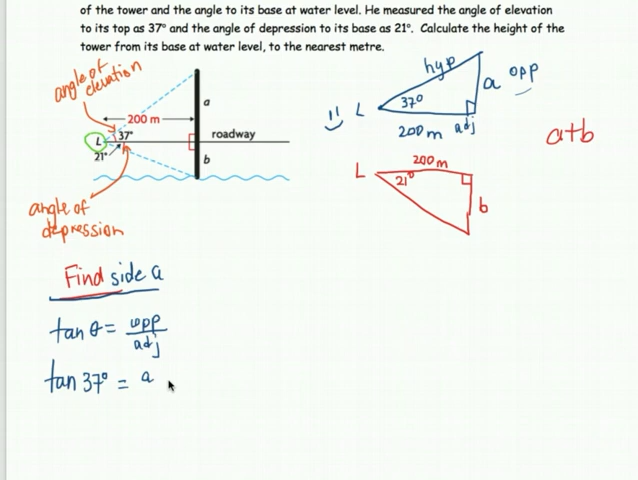 of the tower and the angle to its base at water level. He measured the angle of elevation
to its top as 37° and the angle of depression to its base as 21°. Calculate the height of the
tower from its base at water level, to the nearest metre.
angle of
elevation
200 m
a
L
37°
21°
roadway
b
angle of
depression
hyp
a opp
37°
L
200 m adj
a+b
200 m
L
21°
b
Find side a
tan θ = opp
adj
tan 37° = a